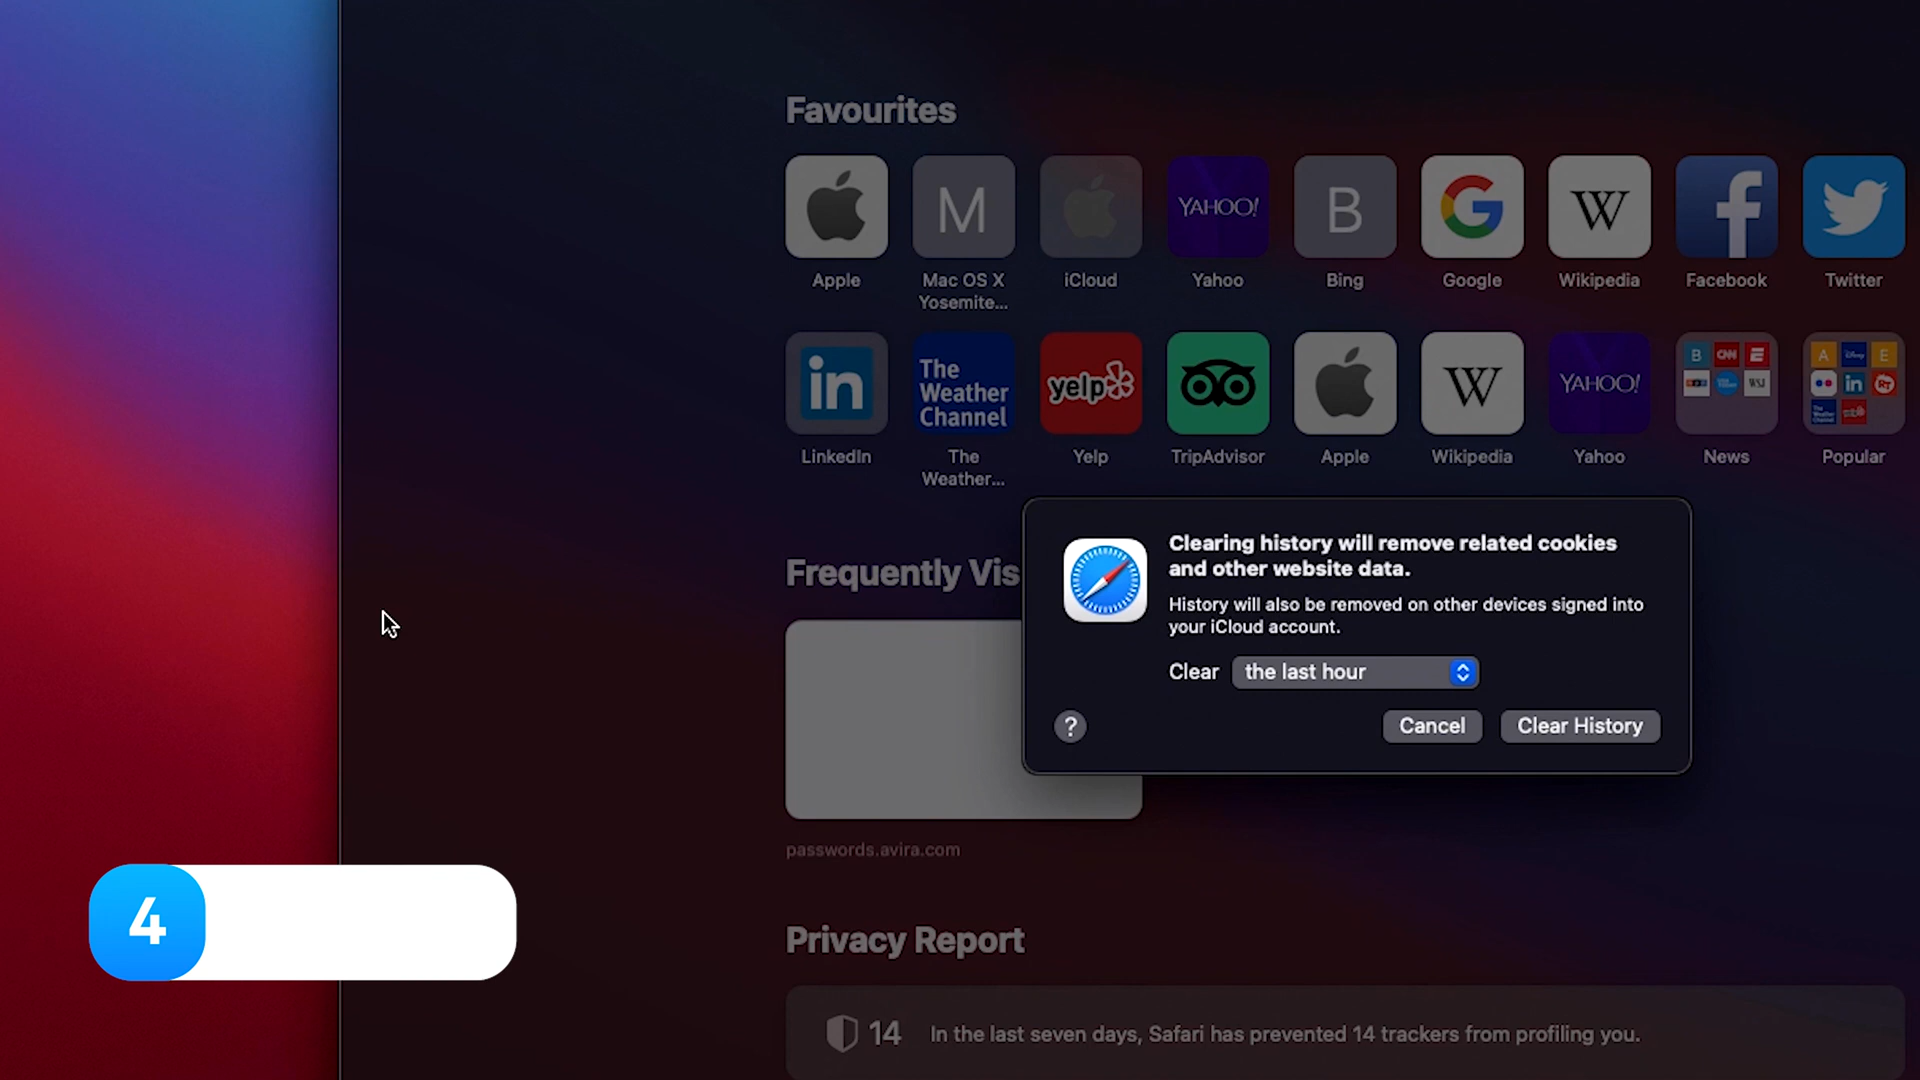 Favourites
M
YAHOO!
B
G
W
f
Apple
Mac OS X
Yosemite...
iCloud
Yahoo
Bing
Google
Wikipedia
Facebook
Twitter
in
The
Weather
Channel
yelp
W
YAHOO!
B CNN E
WSJ
A Disney E
in
LinkedIn
The
Weather...
Yelp
TripAdvisor
Apple
Wikipedia
Yahoo
News
Popular
Frequently Vis
Clearing history will remove related cookies
and other website data.
History will also be removed on other devices signed into
your iCloud account.
Clear the last hour
? Cancel Clear History
passwords.avira.com
4
Privacy Report
14 In the last seven days, Safari has prevented 14 trackers from profiling you.